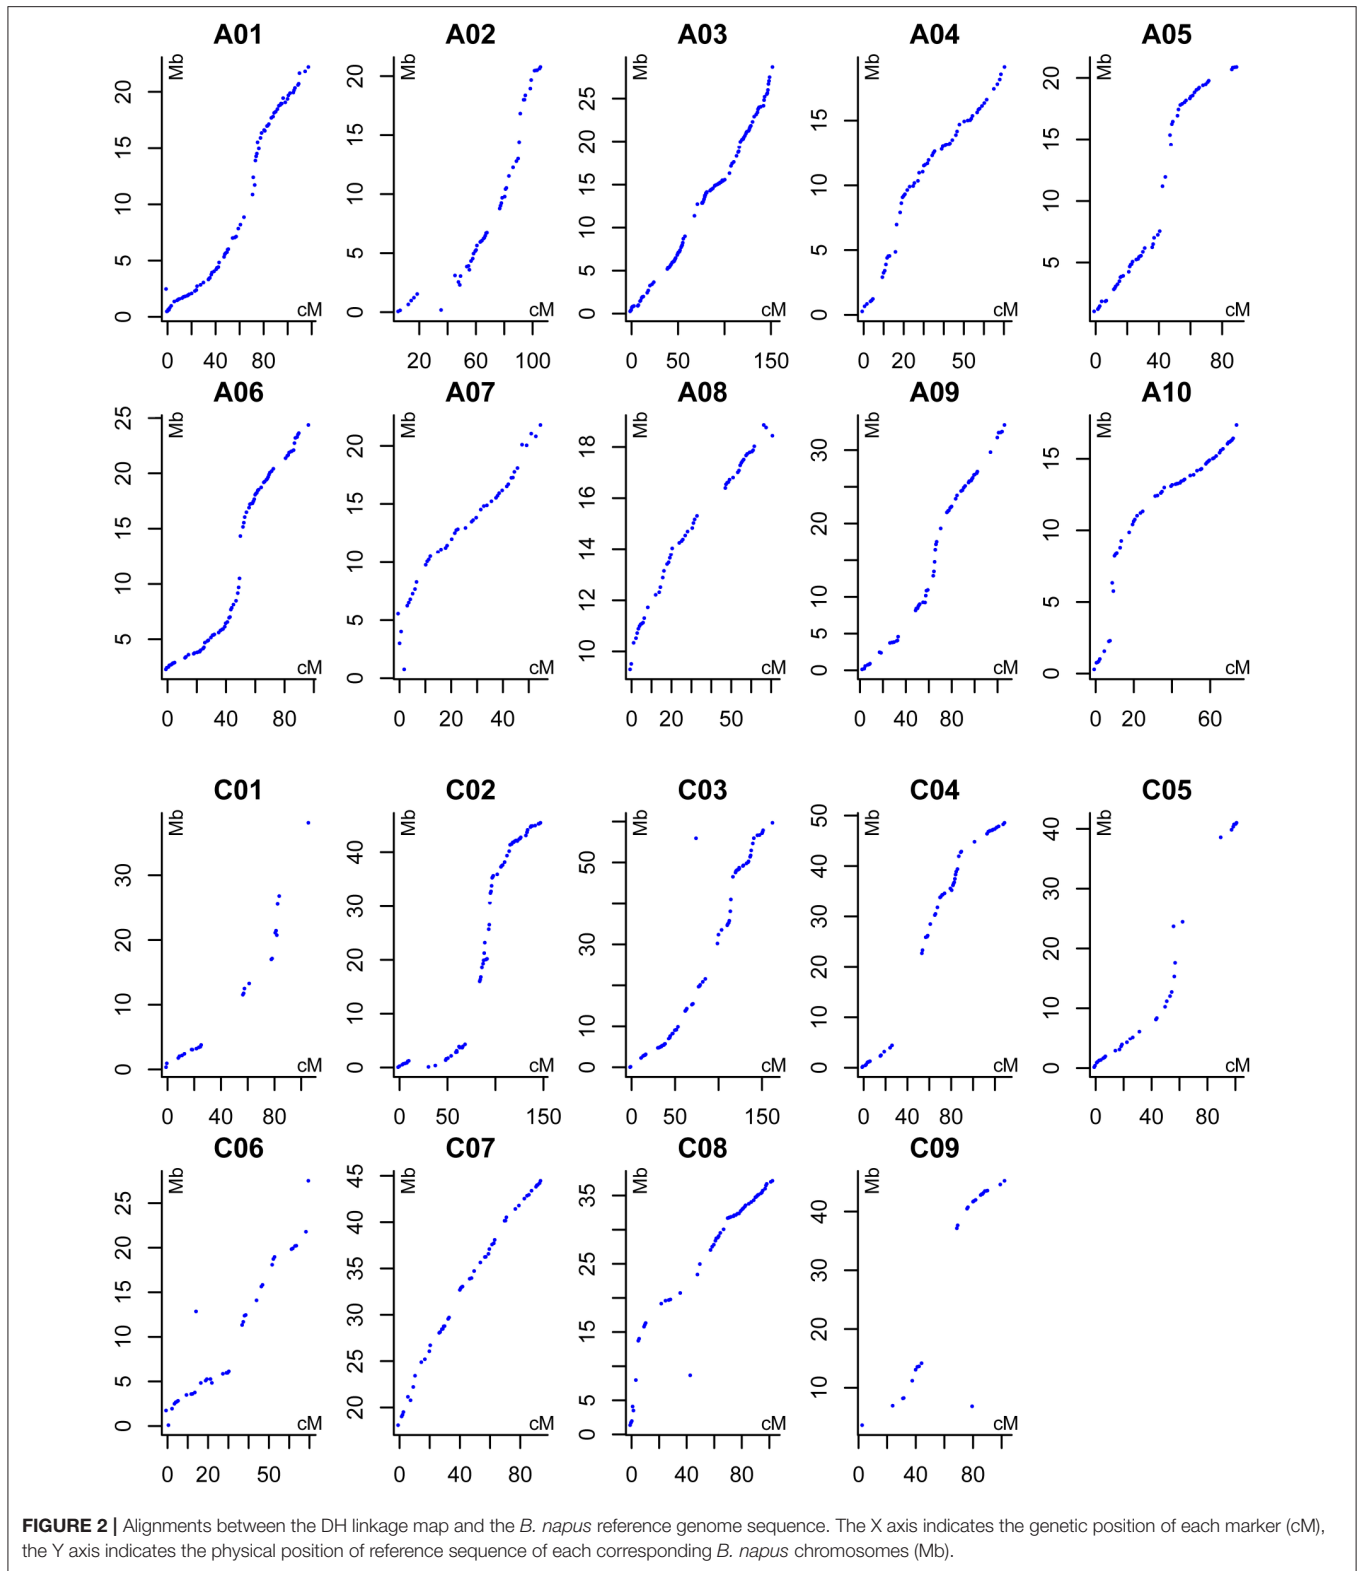 A01 A02 A03 A04 A05
Mb Mb Mb Mb Mb
0 5 10 15 20
0 5 10 15 20
0 5 10 15 20 25
0 5 10 15
5 10 15 20
cM cM cM cM cM
0 40 80
20 60 100
0 50 150
0 20 50
0 40 80
A06 A07 A08 A09 A10
Mb Mb Mb Mb Mb
5 10 15 20 25
0 5 10 15 20
10 12 14 16 18
0 5 10 20 30
0 5 10 15
cM cM cM cM cM
0 40 80
0 20 40
0 20 50
0 40 80
20 60
0
C01 C02 C03 C04 C05
Mb Mb Mb Mb Mb
0 10 20 30
0 10 20 30 40
0 10 30 50
0 10 20 30 40 50
0 10 20 30 40
cM cM cM cM cM
0 40 80
0 50 150
0 50 150
0 40 80
0 40 80
C06 C07 C08 C09
Mb Mb Mb Mb
0 5 10 15 20 25
20 25 30 35 40 45
0 5 15 25 35
10 20 30 40
cM cM cM cM
0 20 50
0 40 80
0 40 80
0 40 80
FIGURE 2 | Alignments between the DH linkage map and the B. napus reference genome sequence. The X axis indicates the genetic position of each marker (cM),
the Y axis indicates the physical position of reference sequence of each corresponding B. napus chromosomes (Mb).